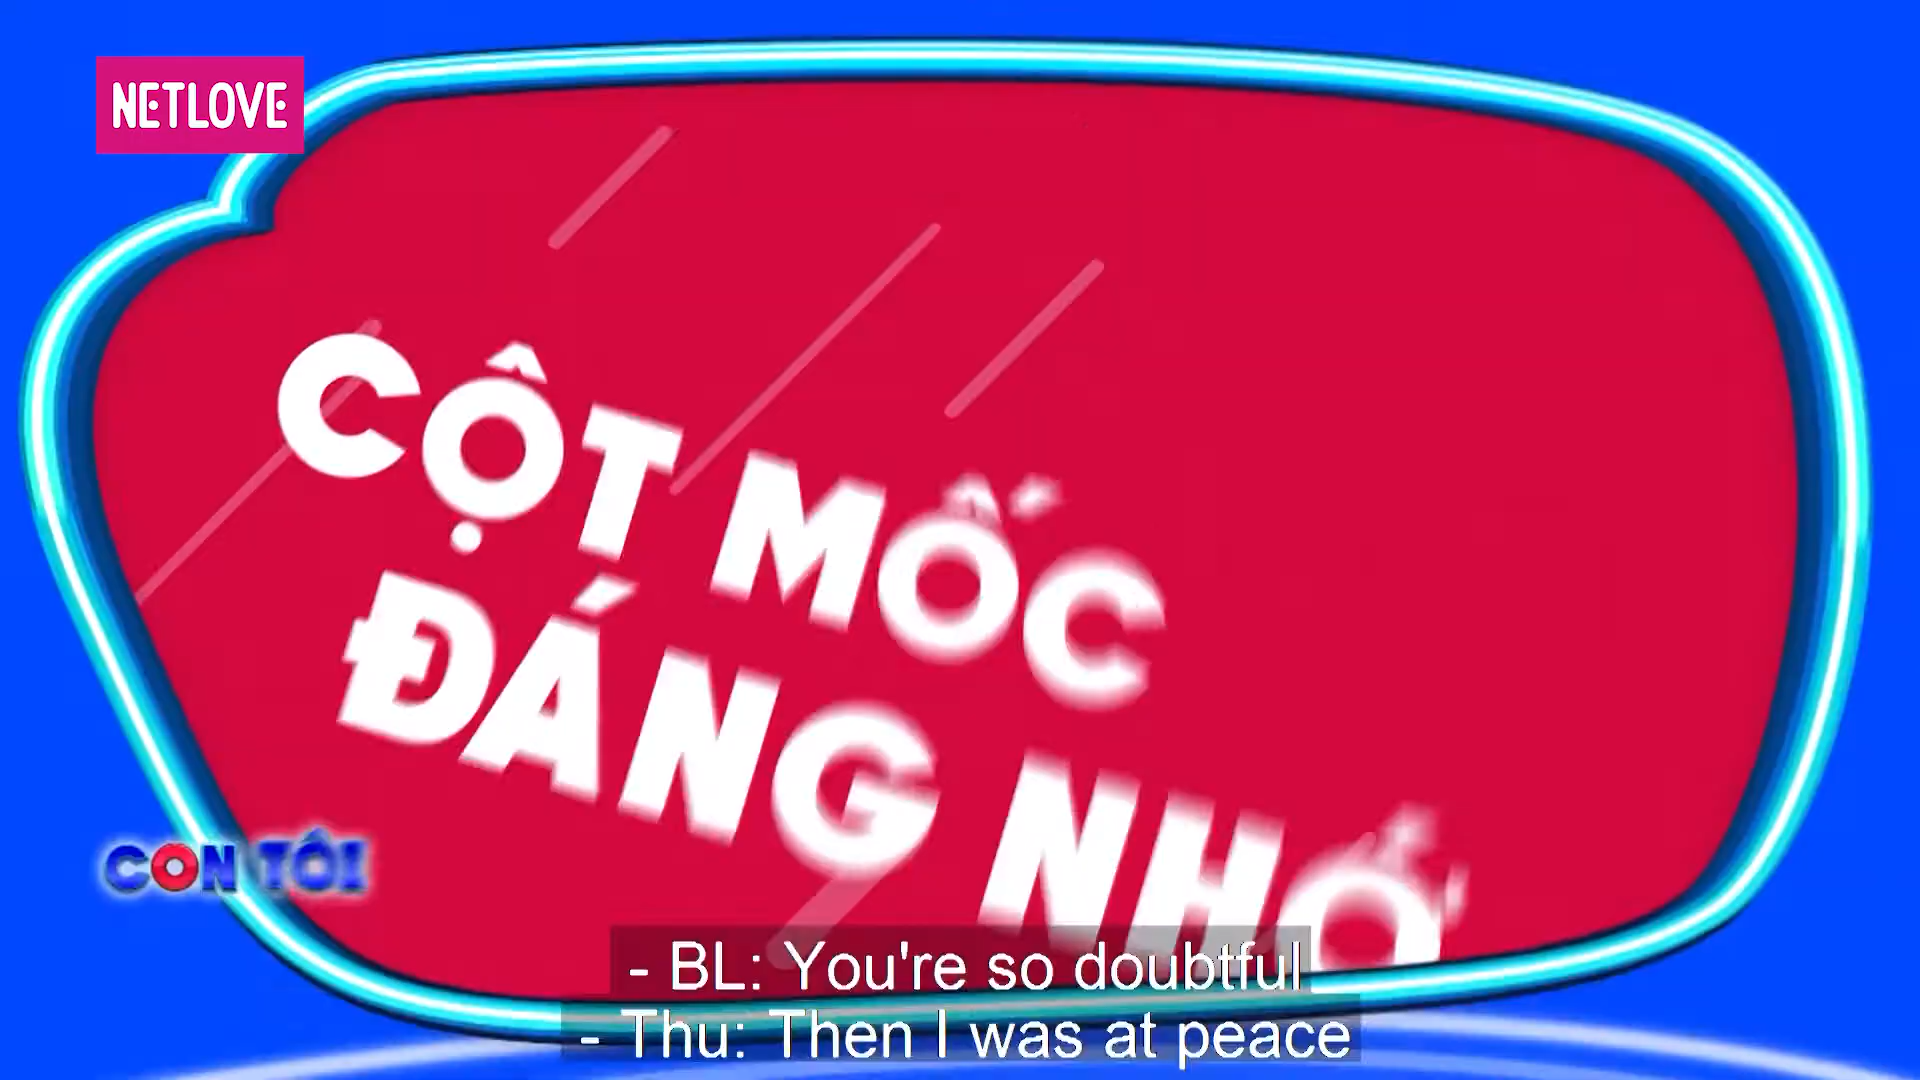 NETLOVE
CỘT MỐC
ĐÁNG NHỚ
CON TÔI
- BL: You're so doubtful
- Thu: Then I was at peace